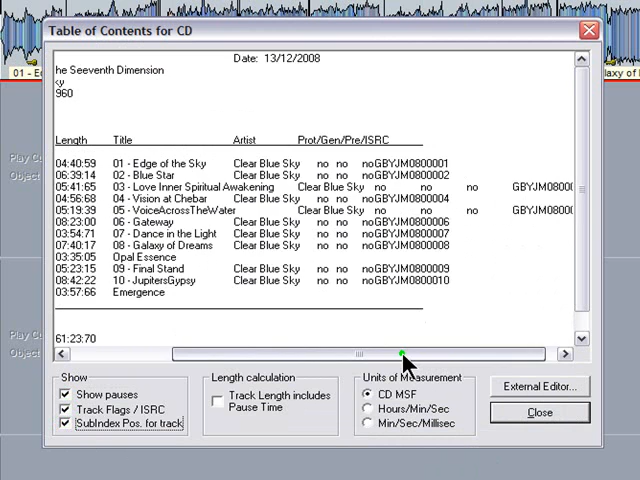 Table of Contents for CD
01 - E
laxy of
Date: 13/12/2008
he Seeventh Dimension
<y
960
Length Title Artist Prot/Gen/Pre/ISRC
04:40:59 01 - Edge of the Sky Clear Blue Sky no no noGBYJM0800001
06:39:14 02 - Blue Star Clear Blue Sky no no noGBYJM0800002
05:41:65 03 - Love Inner Spiritual Awakening Clear Blue Sky no no no GBYJM0800
04:56:68 04 - Vision at Chebar Clear Blue Sky no no noGBYJM0800004
05:19:39 05 - VoiceAcrossTheWater Clear Blue Sky no no no GBYJM0800
08:23:00 06 - Gateway Clear Blue Sky no no noGBYJM0800006
03:54:71 07 - Dance in the Light Clear Blue Sky no no noGBYJM0800007
07:40:17 08 - Galaxy of Dreams Clear Blue Sky no no noGBYJM0800008
03:35:05 Opal Essence
05:23:15 09 - Final Stand Clear Blue Sky no no noGBYJM0800009
08:42:22 10 - JupitersGypsy Clear Blue Sky no no noGBYJM0800010
03:57:66 Emergence
61:23:70
Play C
Object
Play C
Object
Show
Show pauses
Track Flags / ISRC
SubIndex Pos. for track
Length calculation
Track Length includes
Pause Time
Units of Measurement
CD MSF
Hours/Min/Sec
Min/Sec/Millisec
External Editor...
Close